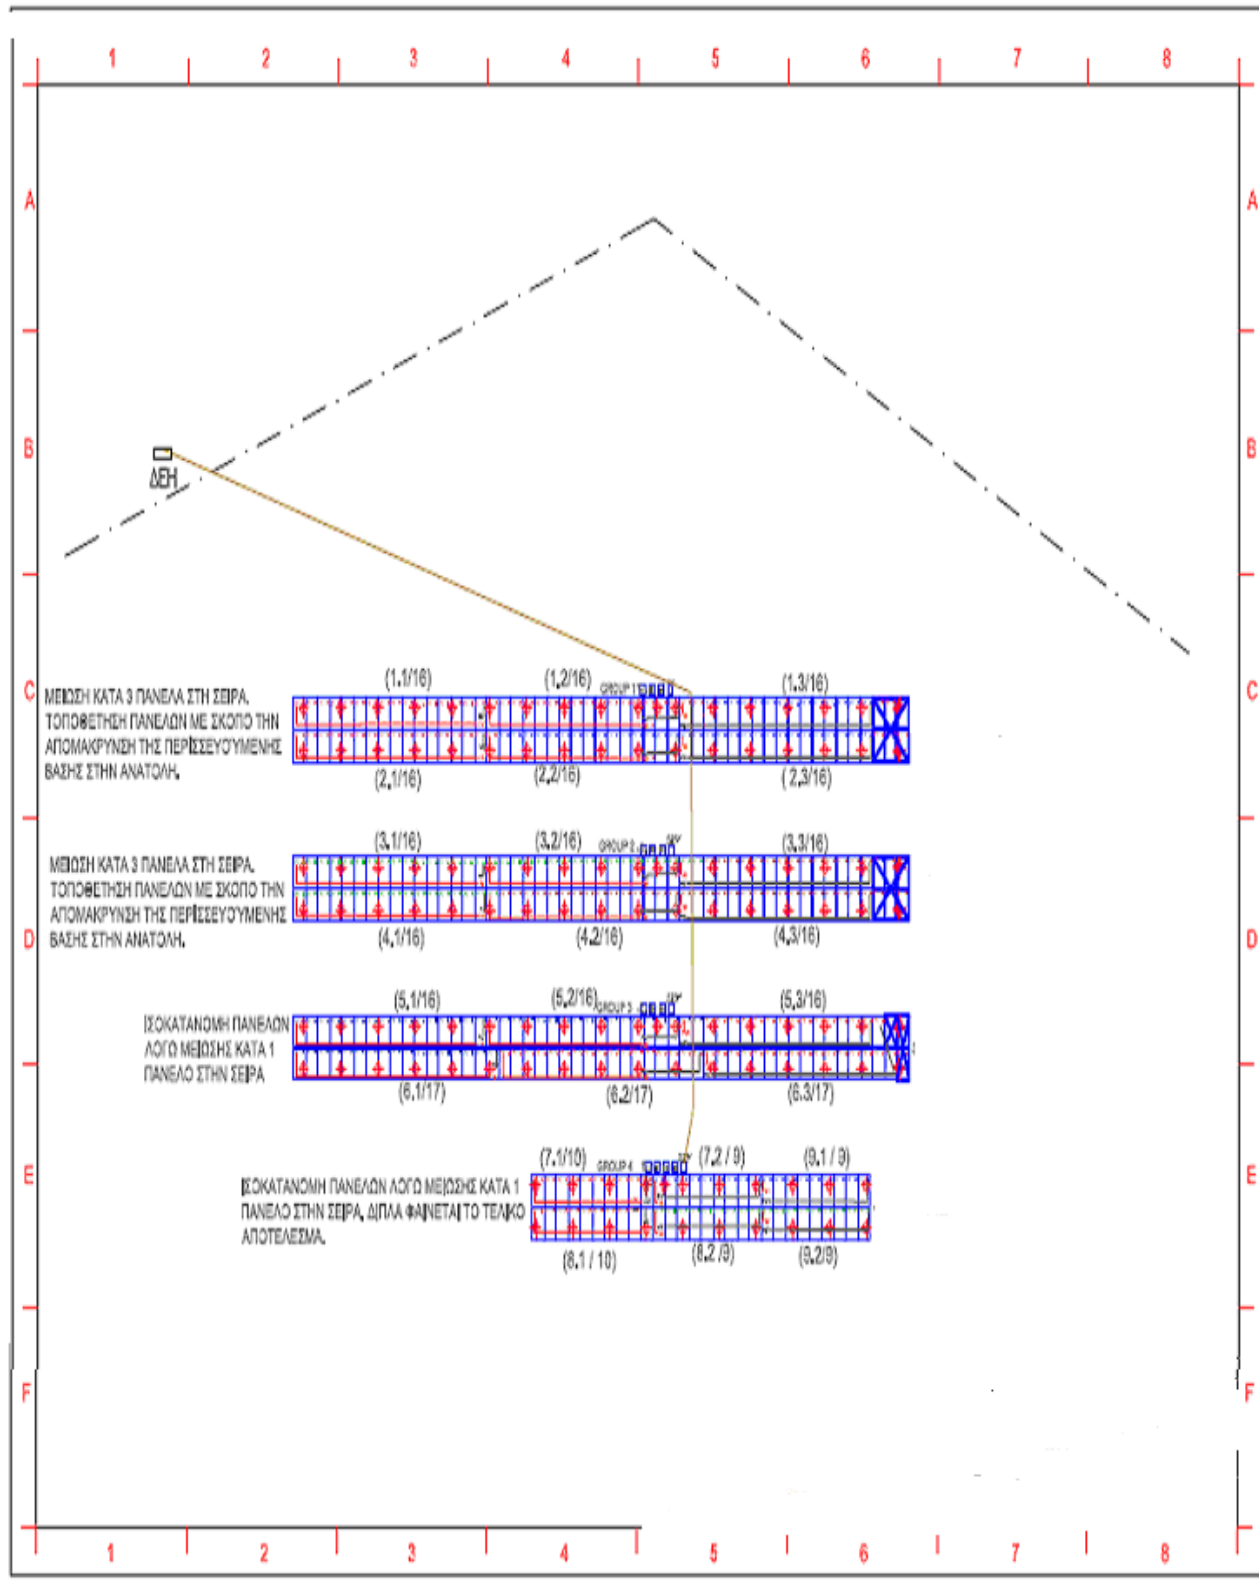 1 2 3 4 5 6 7 8
A A
B B
ΔΕΗ
C C
(1.1/16) (1.2/16) (1.3/16)
GROUP 1
ΜΕΙΩΣΗ ΚΑΤΑ 3 ΠΑΝΕΛΑ ΣΤΗ ΣΕΙΡΑ.
ΤΟΠΟΘΕΤΗΣΗ ΠΑΝΕΛΩΝ ΜΕ ΣΚΟΠΟ ΤΗΝ
ΑΠΟΜΑΚΡΥΝΣΗ ΤΗΣ ΠΕΡΙΣΣΕΥΟΥΜΕΝΗΣ
ΒΑΣΗΣ ΣΤΗΝ ΑΝΑΤΟΛΗ.
(2.1/16) (2.2/16) (2.3/16)
(3.1/16) (3.2/16) (3.3/16)
GROUP 2
ΜΕΙΩΣΗ ΚΑΤΑ 3 ΠΑΝΕΛΑ ΣΤΗ ΣΕΙΡΑ.
ΤΟΠΟΘΕΤΗΣΗ ΠΑΝΕΛΩΝ ΜΕ ΣΚΟΠΟ ΤΗΝ
ΑΠΟΜΑΚΡΥΝΣΗ ΤΗΣ ΠΕΡΙΣΣΕΥΟΥΜΕΝΗΣ
ΒΑΣΗΣ ΣΤΗΝ ΑΝΑΤΟΛΗ.
D D
(4.1/16) (4.2/16) (4.3/16)
(5.1/16) (5.2/16) (5.3/16)
GROUP 3
ΙΣΟΚΑΤΑΝΟΜΗ ΠΑΝΕΛΩΝ
ΛΟΓΩ ΜΕΙΩΣΗΣ ΚΑΤΑ 1
ΠΑΝΕΛΟ ΣΤΗΝ ΣΕΙΡΑ
(6.1/17) (6.2/17) (6.3/17)
E E
(7.1/10) (7.2 / 9) (9.1 / 9)
GROUP 4
ΙΣΟΚΑΤΑΝΟΜΗ ΠΑΝΕΛΩΝ ΛΟΓΩ ΜΕΙΩΣΗΣ ΚΑΤΑ 1
ΠΑΝΕΛΟ ΣΤΗΝ ΣΕΙΡΑ, ΔΙΠΛΑ ΦΑΙΝΕΤΑΙ ΤΟ ΤΕΛΙΚΟ
ΑΠΟΤΕΛΕΣΜΑ.
(8.1 / 10) (8.2 /9) (9.2/9)
F F
1 2 3 4 5 6 7 8